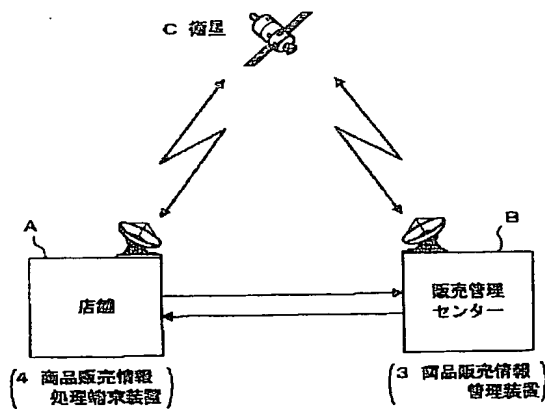 C 衛星
A
B
店舗
販売管理
センター
(4 商品販売情報
処理端末装置)
(3 商品販売情報
管理装置)